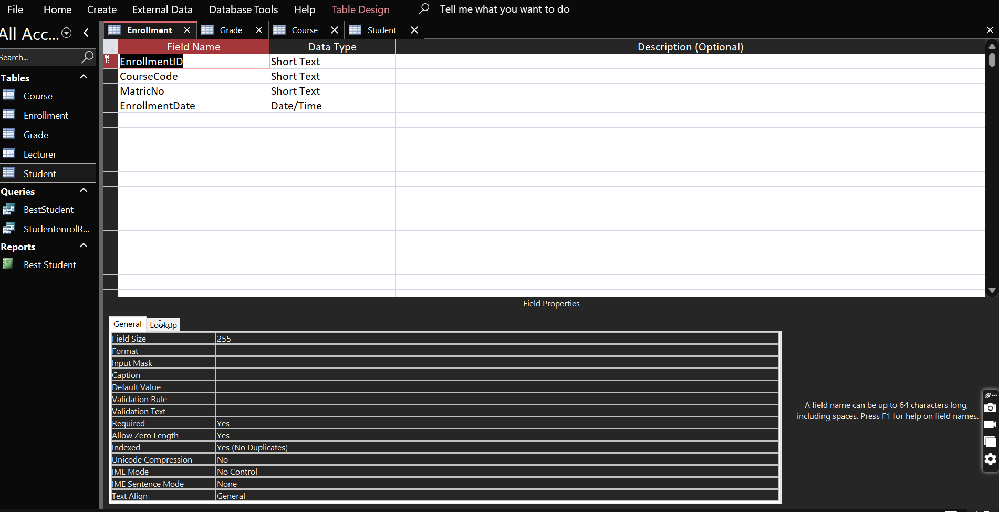 File Home Create External Data Database Tools Help Table Design Tell me what you want to do
All Acc...
Search...
Tables
Course
Enrollment
Grade
Lecturer
Student
Queries
BestStudent
StudentenrolR...
Reports
Best Student
Enrollment Grade Course Student
Field Name Data Type Description (Optional)
EnrollmentID Short Text
CourseCode Short Text
MatricNo Short Text
EnrollmentDate Date/Time
Field Properties
General Lookup
Field Size 255
Format
Input Mask
Caption
Default Value
Validation Rule
Validation Text
Required Yes
Allow Zero Length Yes
Indexed Yes (No Duplicates)
Unicode Compression No
IME Mode No Control
IME Sentence Mode None
Text Align General
A field name can be up to 64 characters long,
including spaces. Press F1 for help on field names.